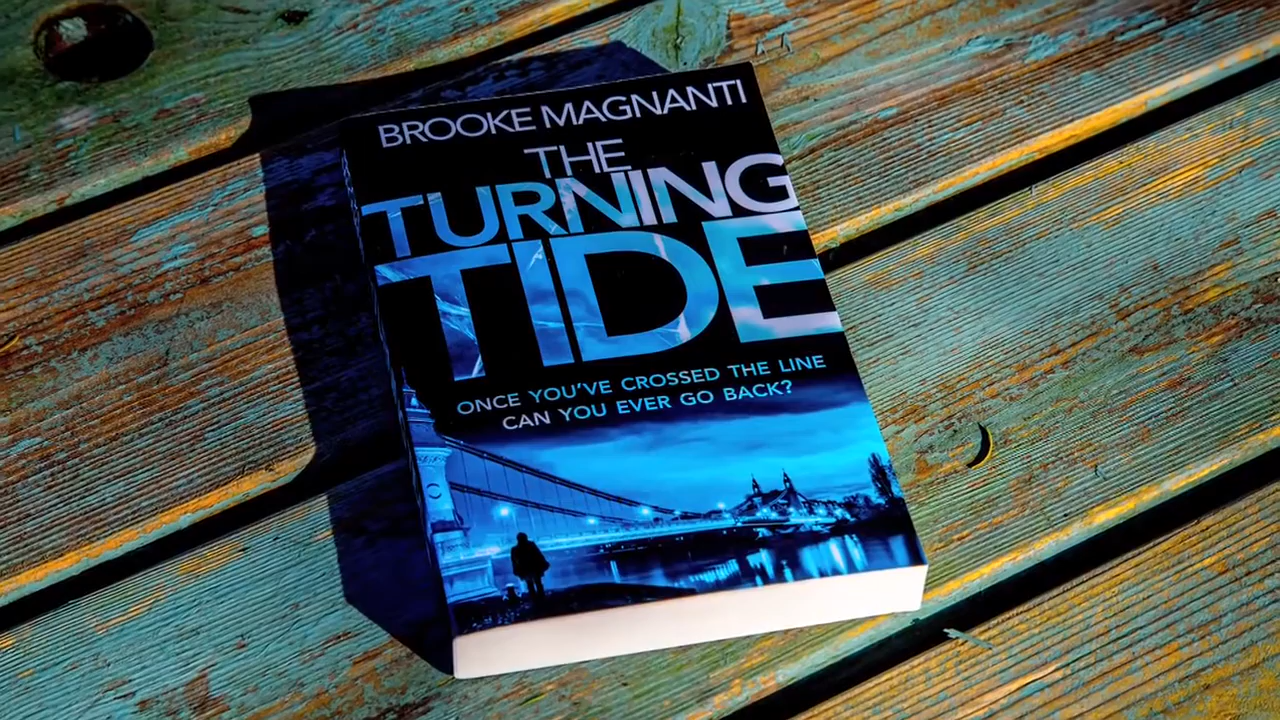 BROOKE MAGNANTI
THE
TURNING
TIDE
ONCE YOU'VE CROSSED THE LINE
CAN YOU EVER GO BACK?